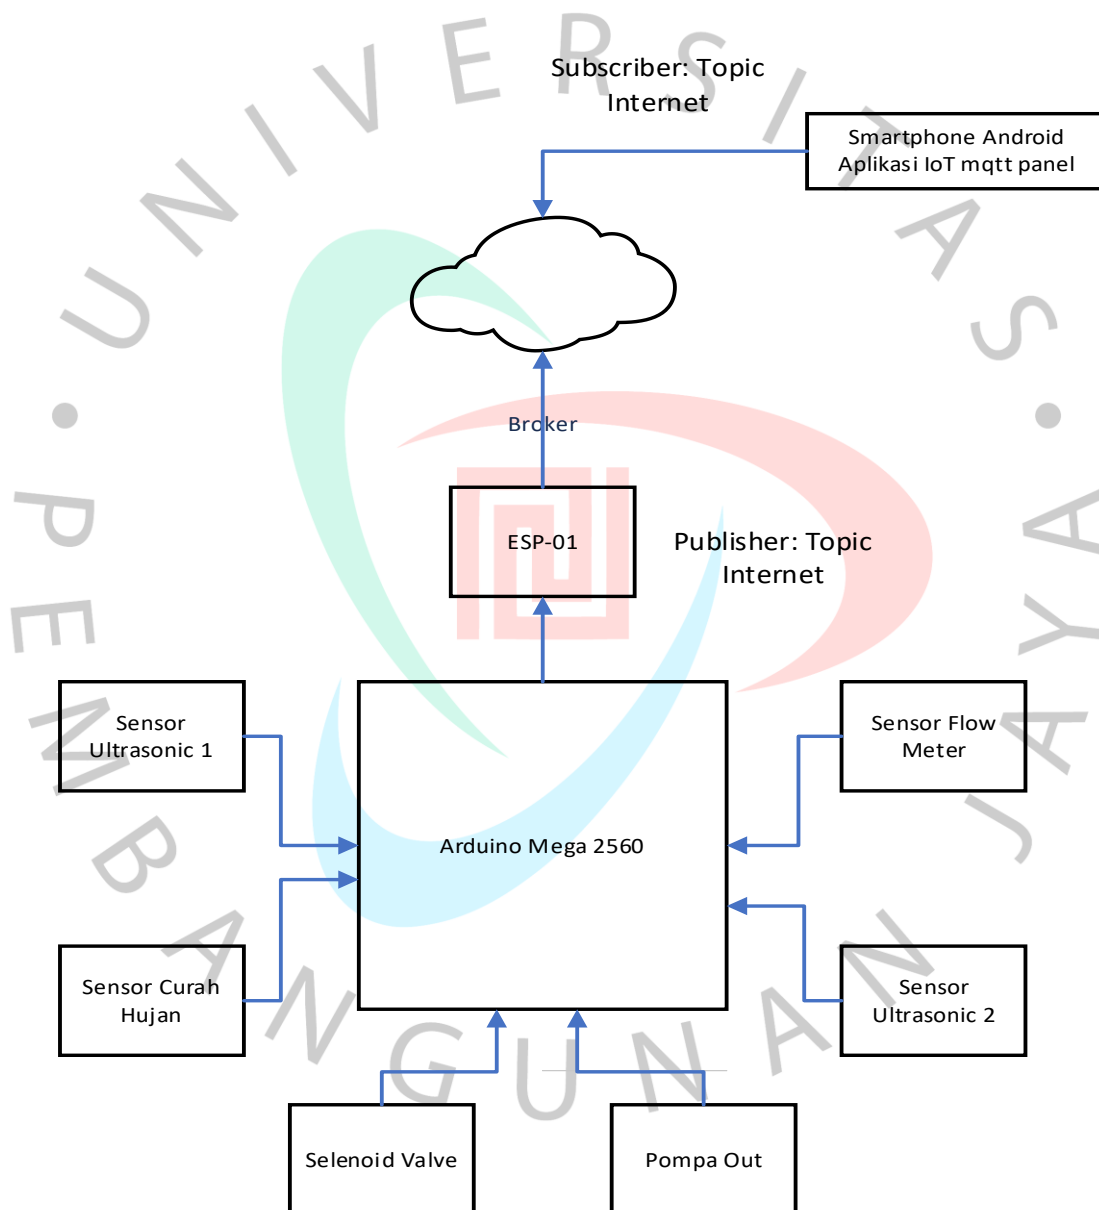 Subscriber: Topic
Internet
Smartphone Android
Aplikasi IoT mqtt panel
Broker
ESP-01
Publisher: Topic
Internet
Sensor
Ultrasonic 1
Sensor Flow
Meter
Arduino Mega 2560
Sensor Curah
Hujan
Sensor
Ultrasonic 2
Selenoid Valve
Pompa Out
UNIVERSITAS
PEMBANGUNAN JAYA